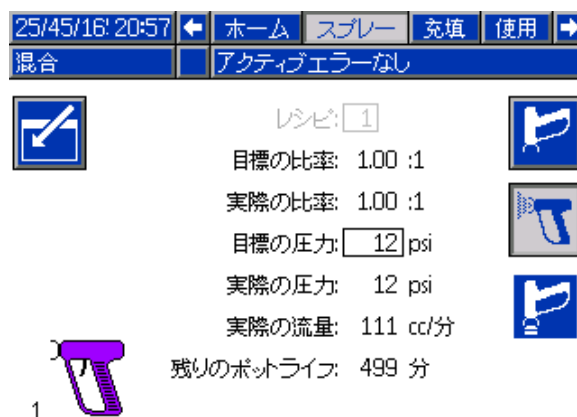 25/45/16' 20:57 ホーム スプレー 充填 使用
混合 アクティブエラーなし
レシピ: 1
目標の比率: 1.00 :1
実際の比率: 1.00 :1
目標の圧力: 12 psi
実際の圧力: 12 psi
実際の流量: 111 cc/分
残りのポットライフ: 499 分
1